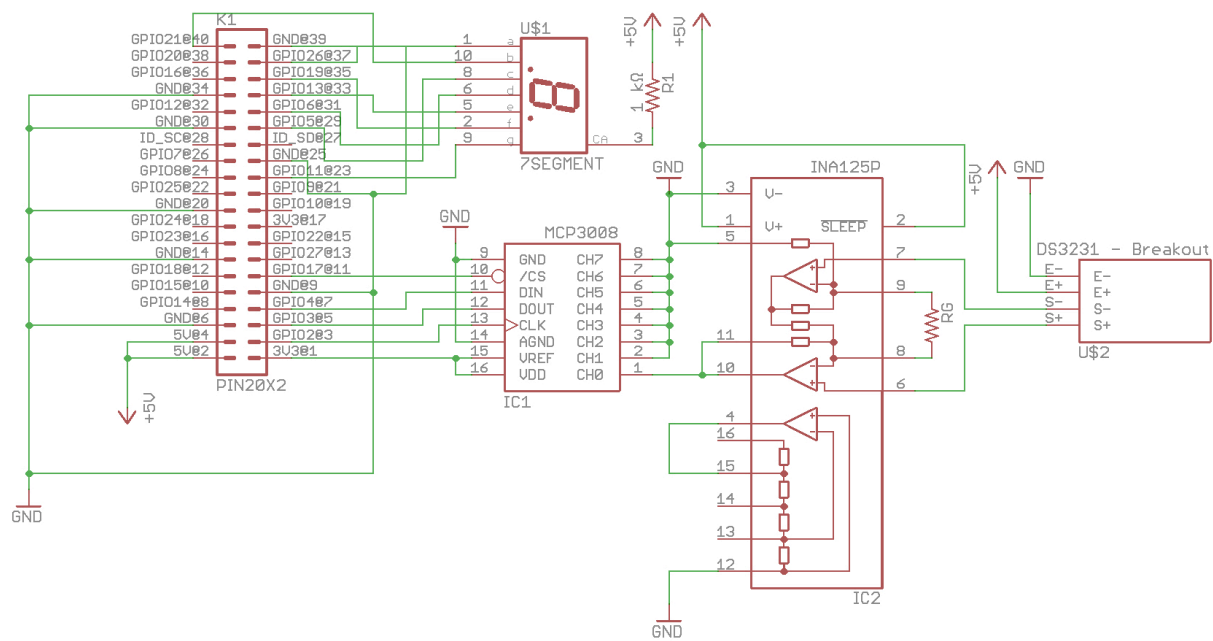 K1
GPIO21@40 GND@39
GPIO20@38 GPIO26@37
GPIO16@36 GPIO19@35
GND@34 GPIO13@33
GPIO12@32 GPIO6@31
GND@30 GPIO5@29
ID_SC@28 ID_SD@27
GPIO7@26 GND@25
GPIO8@24 GPIO11@23
GPIO25@22 GPIO9@21
GND@20 GPIO10@19
GPIO24@18 3V3@17
GPIO23@16 GPIO22@15
GND@14 GPIO27@13
GPIO18@12 GPIO17@11
GPIO15@10 GND@9
GPIO14@8 GPIO4@7
GND@6 GPIO3@5
5V@4 GPIO2@3
5V@2 3V3@1
PIN20X2
+5V
GND
U$1
1 a
10 b
8 c
6 d
5 e
2 f
9 g
CA 3
7SEGMENT
+5V
1 kΩ
R1
+5V
GND
MCP3008
9 GND CH7 8
10 /CS CH6 7
11 DIN CH5 6
12 DOUT CH4 5
13 CLK CH3 4
14 AGND CH2 3
15 VREF CH1 2
16 VDD CH0 1
IC1
GND
INA125P
3 V-
1 V+ SLEEP 2
5 7
9
11 8
10 6
4
16
15
14
13
12
IC2
GND
RG
+5V
GND
DS3231 - Breakout
E- E-
E+ E+
S- S-
S+ S+
U$2